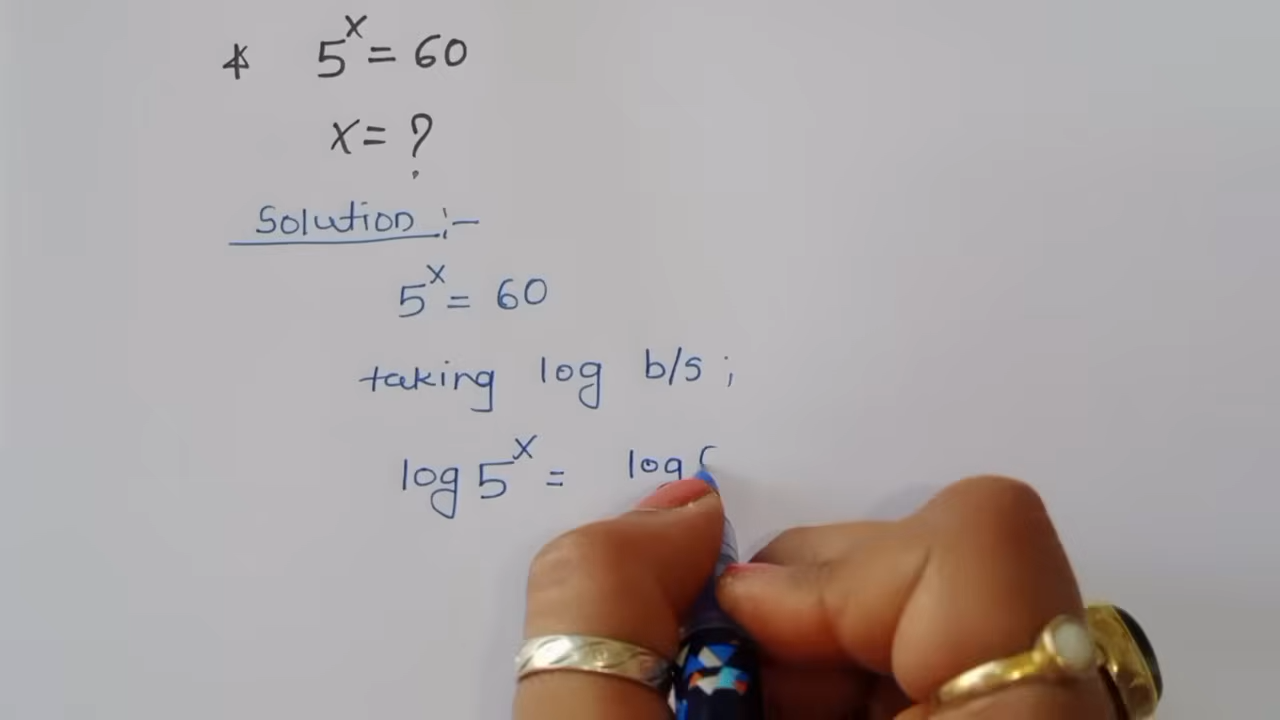 * 5^x = 60
x = ?
Solution :-
5^x = 60
taking log b/s ;
log 5^x = log